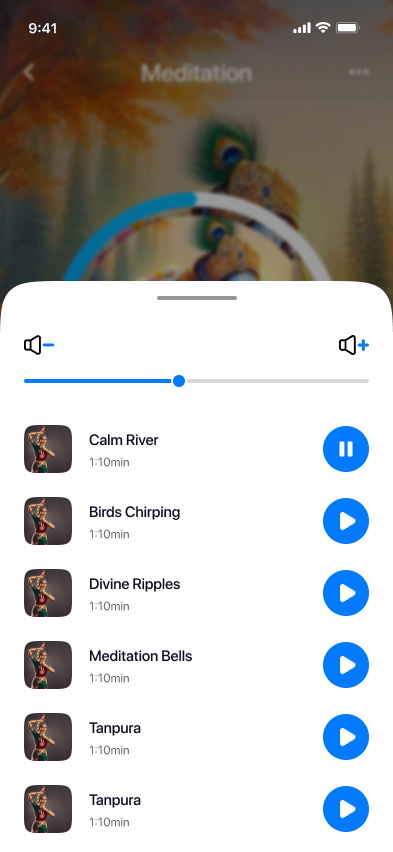 9:41
Meditation
Calm River
1:10min
Birds Chirping
1:10min
Divine Ripples
1:10min
Meditation Bells
1:10min
Tanpura
1:10min
Tanpura
1:10min